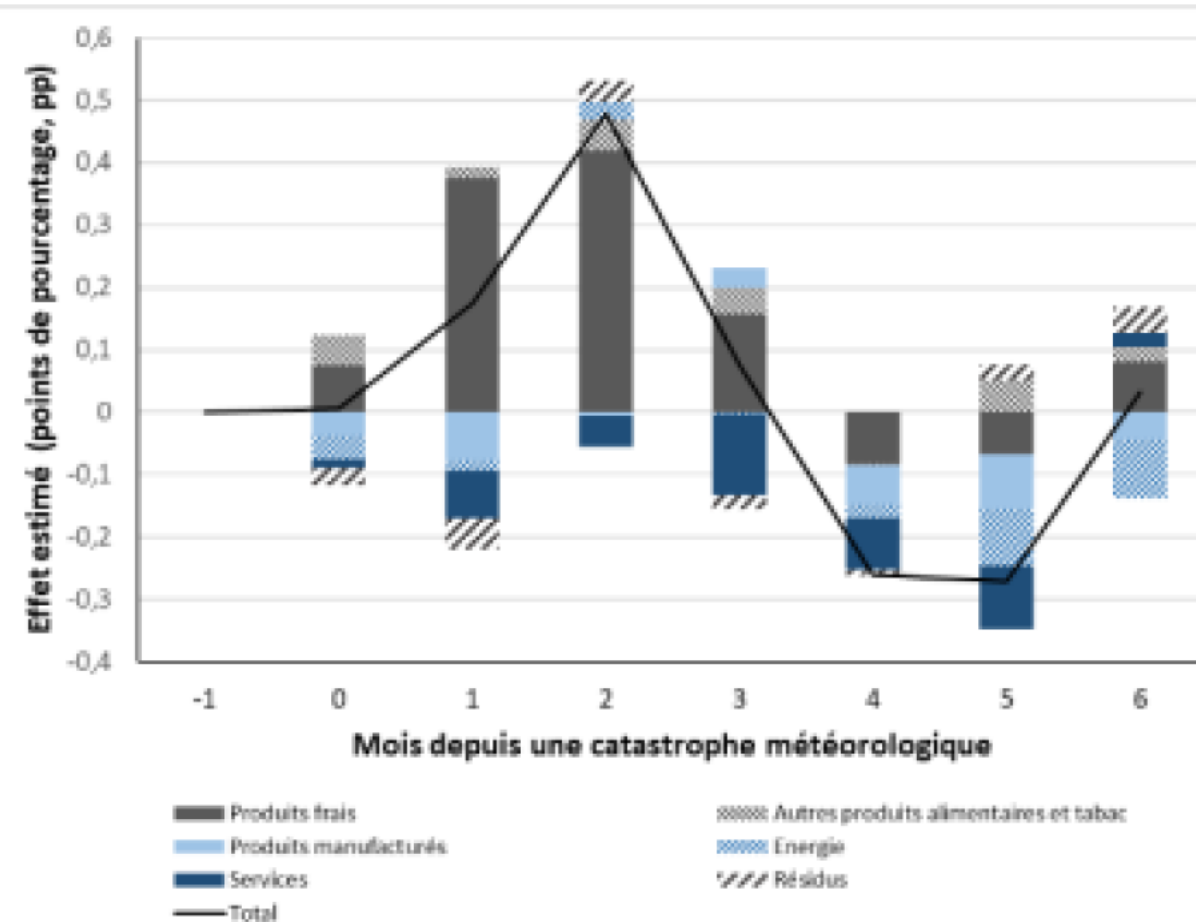 Effet estimé (points de pourcentage, pp)
0,6
0,5
0,4
0,3
0,2
0,1
0
-0,1
-0,2
-0,3
-0,4
-1 0 1 2 3 4 5 6
Mois depuis une catastrophe météorologique
Produits frais Autres produits alimentaires et tabac
Produits manufacturés Energie
Services Résidus
Total